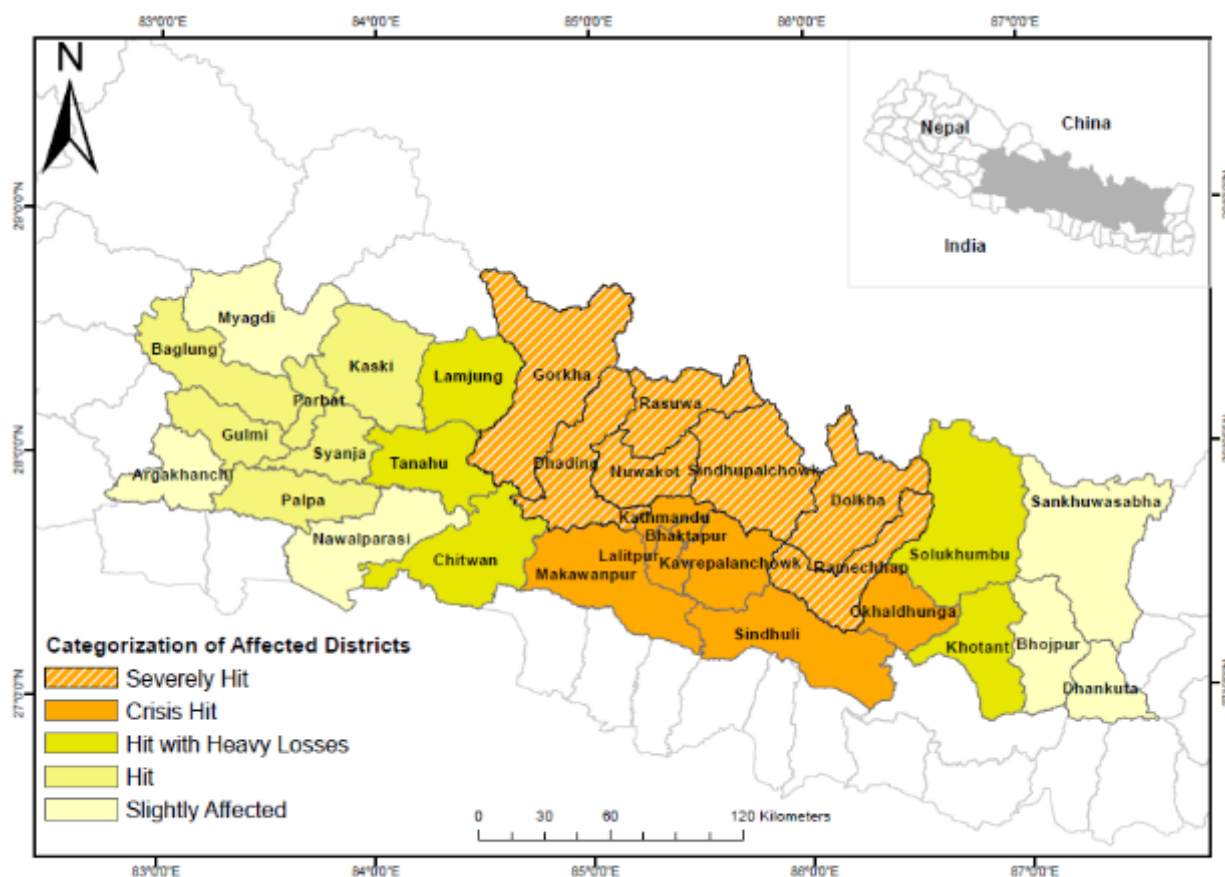 83°0'0"E 84°0'0"E 85°0'0"E 86°0'0"E 87°0'0"E
N
Nepal
China
India
29°0'0"N
28°0'0"N
27°0'0"N
Myagdi
Baglung
Kaski
Lamjung
Gorkha
Parbat
Rasuwa
Gulmi
Syanja
Tanahu
Dhading
Nuwakot
Sindhupalchowk
Argakhanchi
Palpa
Dolkha
Sankhuwasabha
Kathmandu
Nawalparasi
Bhaktapur
Chitwan
Lalitpur
Kavrepalanchowk
Makawanpur
Ramechhap
Solukhumbu
Okhaldhunga
Sindhuli
Khotant
Bhojpur
Dhankuta
Categorization of Affected Districts
Severely Hit
Crisis Hit
Hit with Heavy Losses
Hit
Slightly Affected
0 30 60 120 Kilometers
83°0'0"E 84°0'0"E 85°0'0"E 86°0'0"E 87°0'0"E